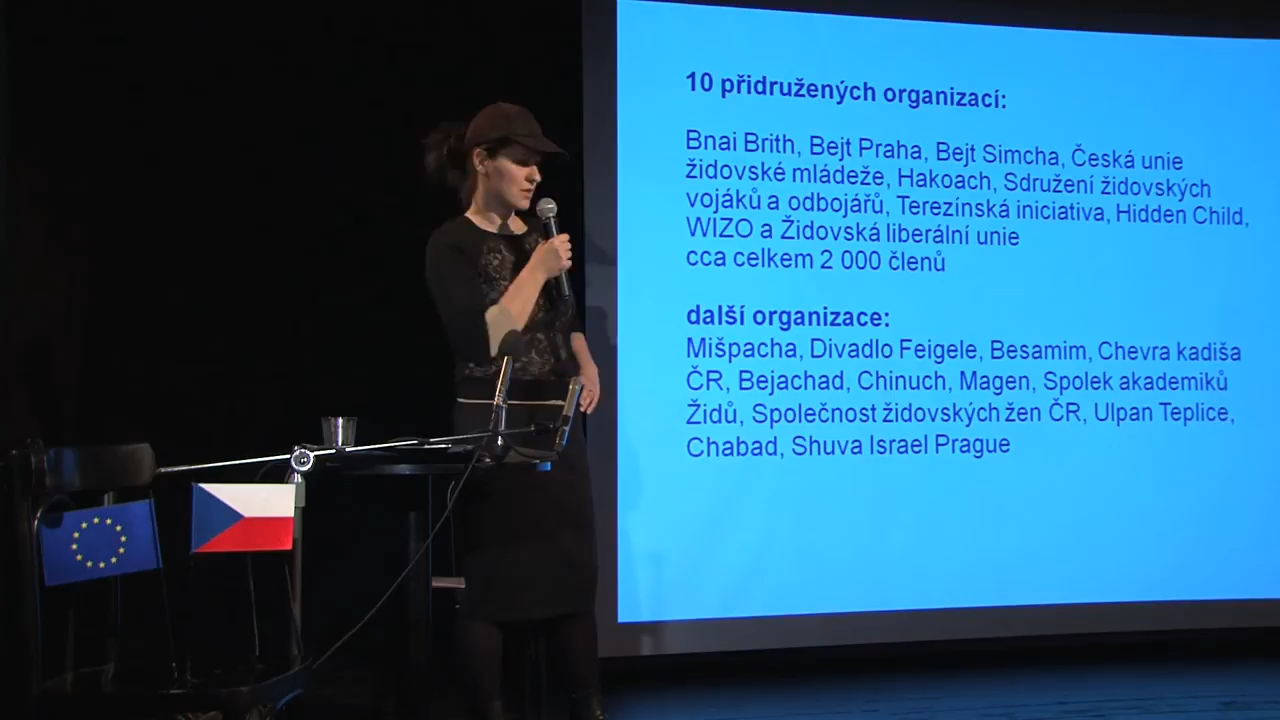 10 přidružených organizací:
Bnai Brith, Bejt Praha, Bejt Simcha, Česká unie
židovské mládeže, Hakoach, Sdružení židovských
vojáků a odbojářů, Terezínská iniciativa, Hidden Child,
WIZO a Židovská liberální unie
cca celkem 2 000 členů
další organizace:
Mišpacha, Divadlo Feigele, Besamim, Chevra kadiša
ČR, Bejachad, Chinuch, Magen, Spolek akademiků
Židů, Společnost židovských žen ČR, Ulpan Teplice,
Chabad, Shuva Israel Prague